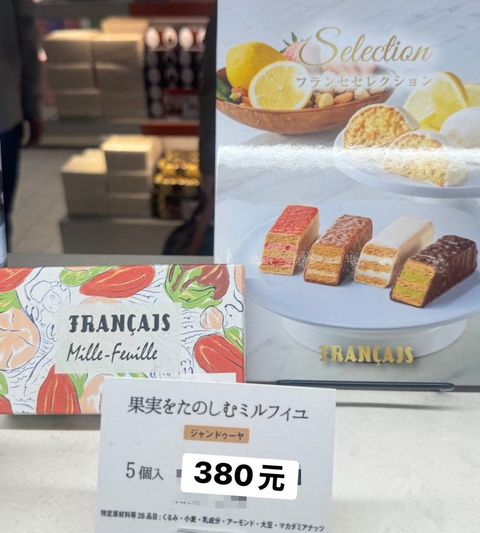 Selection
フランセセレクション
FRANÇAIS
FRANÇAIS
Mille-Feuille
果実をたのしむミルフィユ
ジャンドゥーヤ
5個入
380元
特定原材料等28品目:くるみ・小麦・乳成分・アーモンド・大豆・マカダミアナッツ